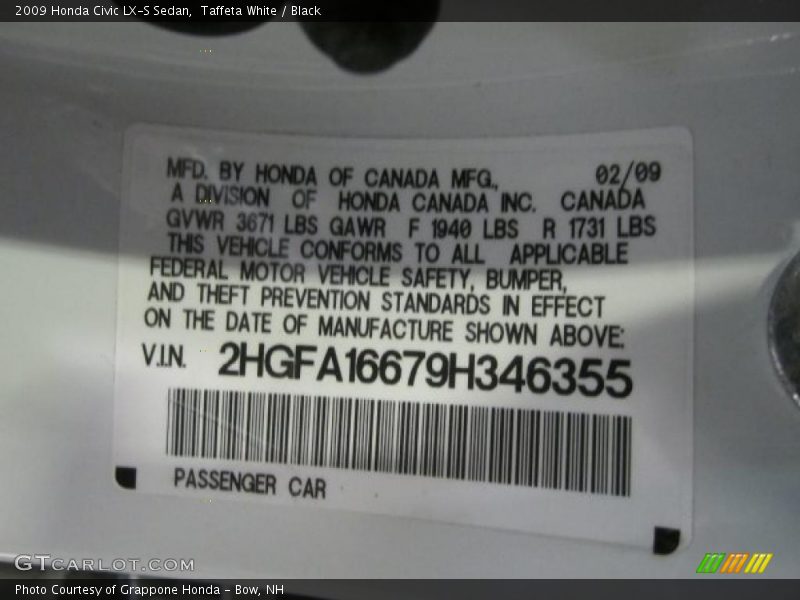 2009 Honda Civic LX-S Sedan,  Taffeta White / Black
MFD. BY HONDA OF CANADA MFG., 02/09
A DIVISION OF HONDA CANADA INC. CANADA
GVWR 3671 LBS GAWR F 1940 LBS R 1731 LBS
THIS VEHICLE CONFORMS TO ALL APPLICABLE
FEDERAL MOTOR VEHICLE SAFETY, BUMPER,
AND THEFT PREVENTION STANDARDS IN EFFECT
ON THE DATE OF MANUFACTURE SHOWN ABOVE:
V.I.N. 2HGFA16679H346355
PASSENGER CAR
GTCARLOT.COM
Photo Courtesy of Grappone Honda - Bow, NH